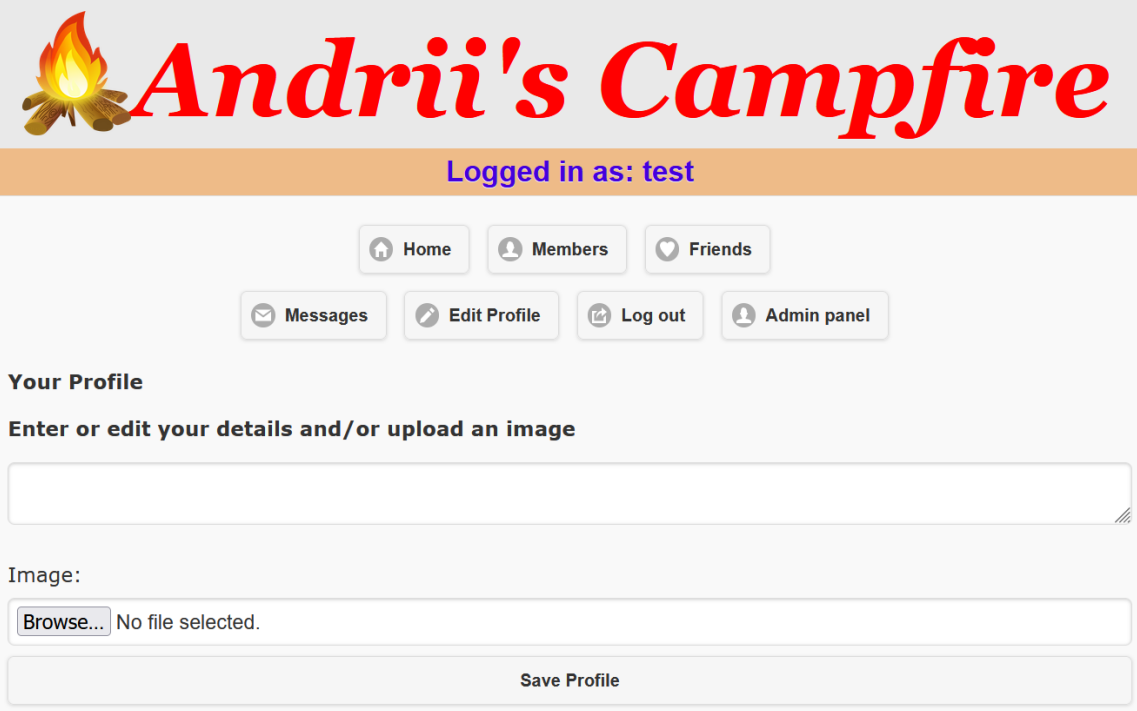 Andrii's Campfire
Logged in as: test
Home Members Friends
Messages Edit Profile Log out Admin panel
Your Profile
Enter or edit your details and/or upload an image
Image:
Browse... No file selected.
Save Profile